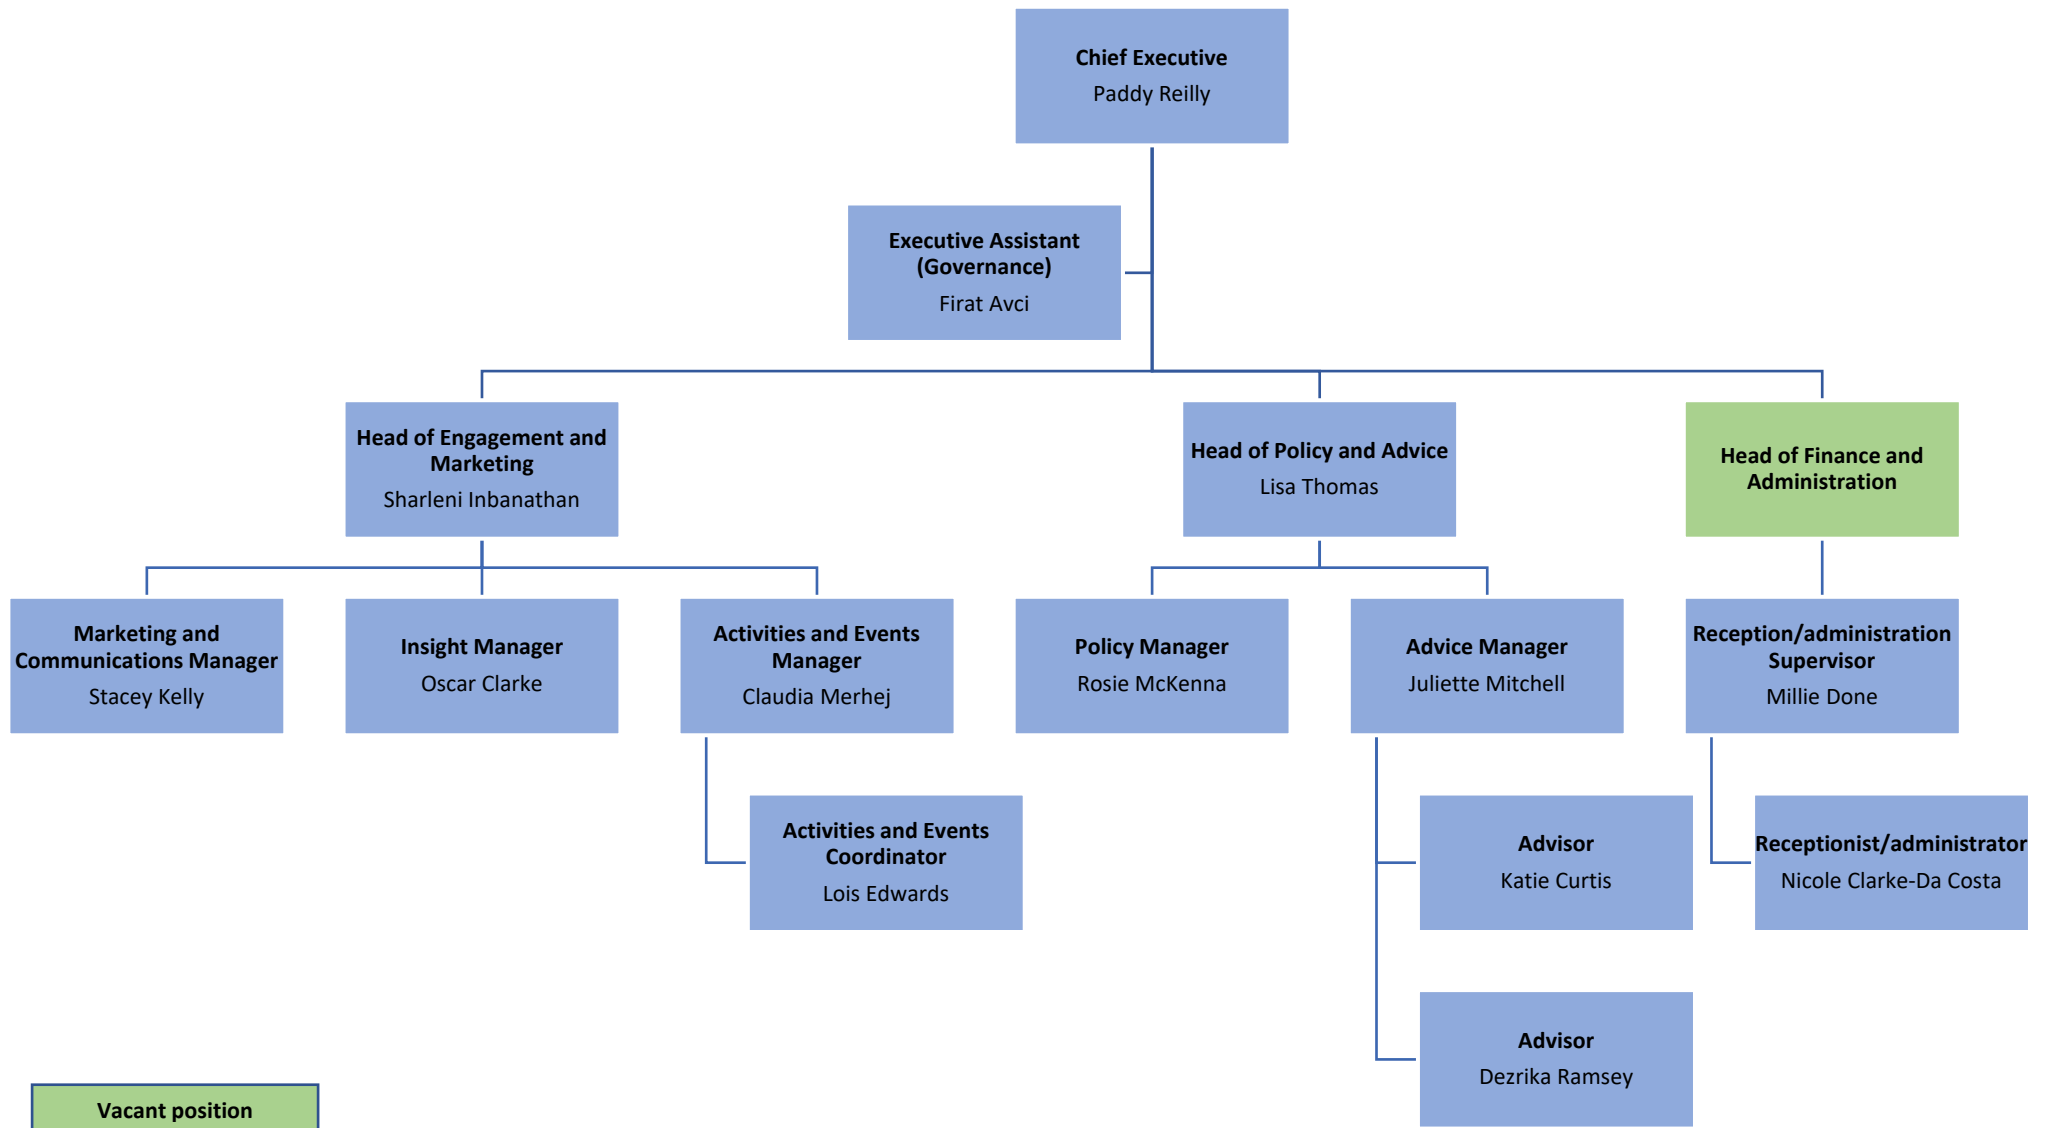 Chief Executive
Paddy Reilly
Executive Assistant
(Governance)
Firat Avci
Head of Engagement and
Marketing
Sharleni Inbanathan
Head of Policy and Advice
Lisa Thomas
Head of Finance and
Administration
Marketing and
Communications Manager
Stacey Kelly
Insight Manager
Oscar Clarke
Activities and Events
Manager
Claudia Merhej
Policy Manager
Rosie McKenna
Advice Manager
Juliette Mitchell
Reception/administration
Supervisor
Millie Done
Activities and Events
Coordinator
Lois Edwards
Advisor
Katie Curtis
Receptionist/administrator
Nicole Clarke-Da Costa
Advisor
Dezrika Ramsey
Vacant position